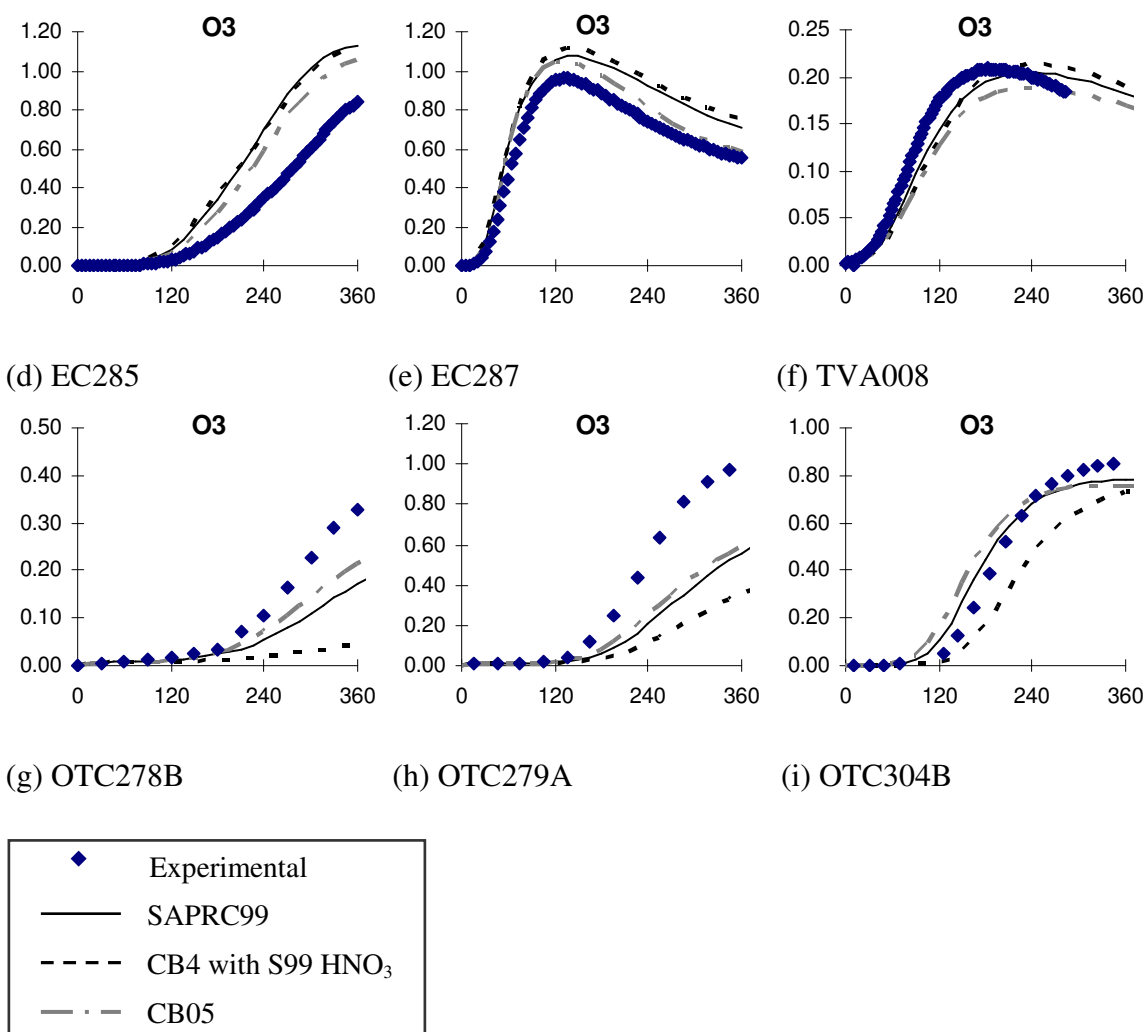 O3
1.20
1.00
0.80
0.60
0.40
0.20
0.00
0 120 240 360
O3
1.20
1.00
0.80
0.60
0.40
0.20
0.00
0 120 240 360
O3
0.25
0.20
0.15
0.10
0.05
0.00
0 120 240 360
(d) EC285
(e) EC287
(f) TVA008
O3
0.50
0.40
0.30
0.20
0.10
0.00
0 120 240 360
O3
1.20
1.00
0.80
0.60
0.40
0.20
0.00
0 120 240 360
O3
1.00
0.80
0.60
0.40
0.20
0.00
0 120 240 360
(g) OTC278B
(h) OTC279A
(i) OTC304B
Experimental
SAPRC99
CB4 with S99 HNO₃
CB05